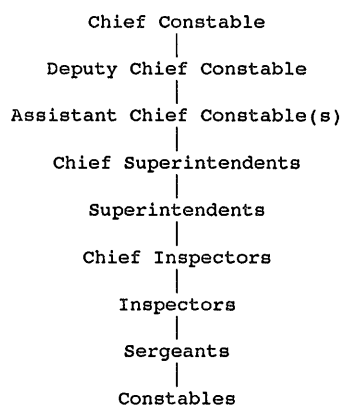 Chief Constable
Deputy Chief Constable
Assistant Chief Constable(s)
Chief Superintendents
Superintendents
Chief Inspectors
Inspectors
Sergeants
Constables